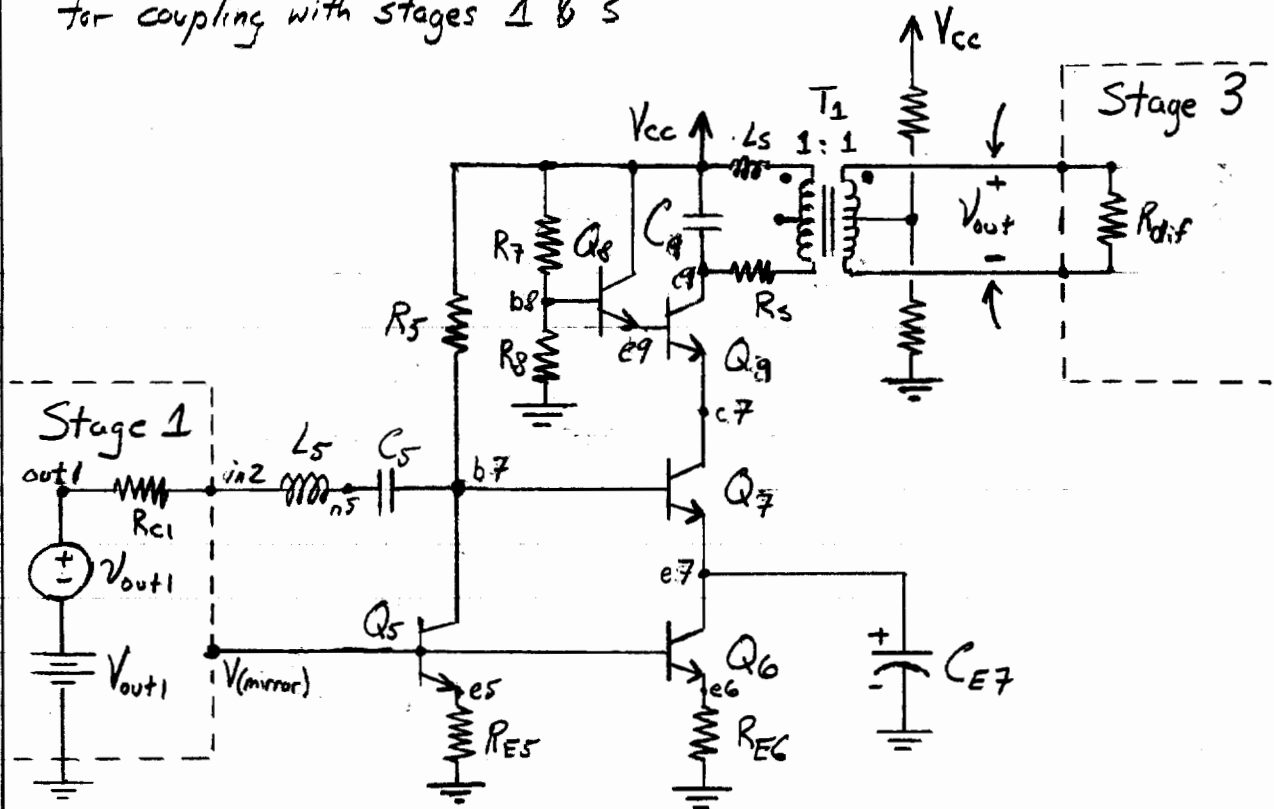 for coupling with stages 1 & 3
Vcc
Stage 3
T1
1:1
Vcc
Ls
+
Vout
-
Rdif
R7
Q8
C9
c9
Rs
b8
R5
R8
e9
Q9
c7
Stage 1
out1
Rc1
in2
L5
n5
C5
b7
Q7
+
-
Vout1
e7
Q5
Q6
+
-
CE7
Vout1
V(mirror)
e5
RE5
e6
RE6